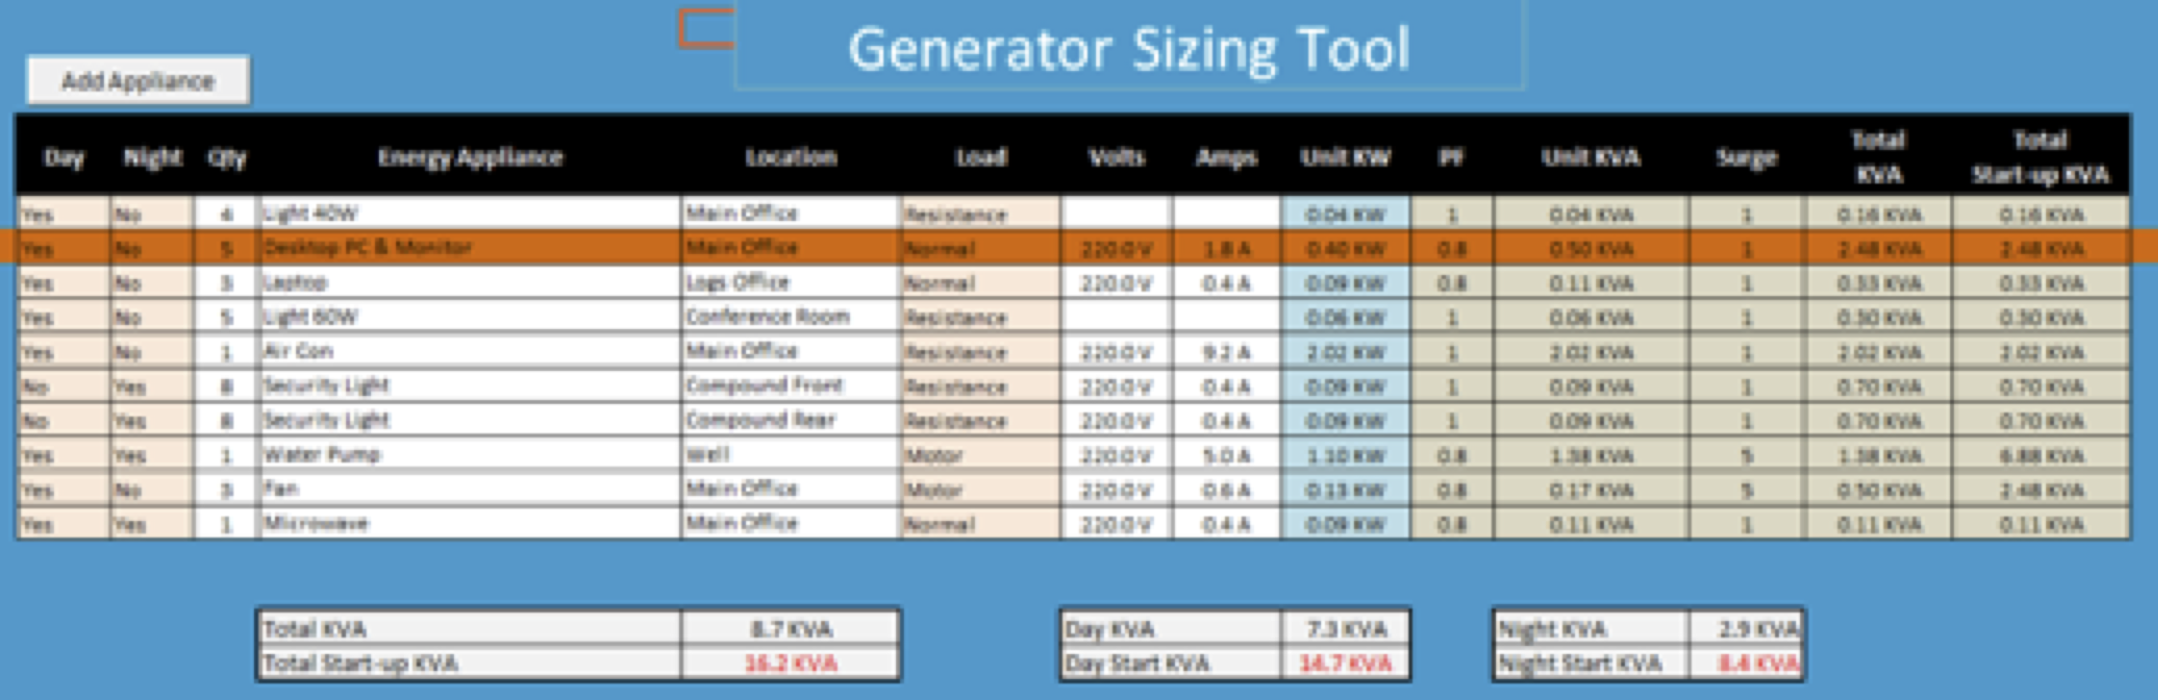 Generator Sizing Tool
Add Appliance
Day Night Qty Energy Appliance Location Load Volts Amps Unit KW PF Unit KVA Surge Total KVA Total Start-up KVA
Yes No 4 Light 40W Main Office Resistance 0.04 KW 1 0.04 KVA 1 0.16 KVA 0.16 KVA
Yes No 5 Desktop PC & Monitor Main Office Normal 220.0 V 1.8 A 0.40 KW 0.8 0.50 KVA 1 2.48 KVA 2.48 KVA
Yes No 3 Laptop Logs Office Normal 220.0 V 0.4 A 0.09 KW 0.8 0.11 KVA 1 0.33 KVA 0.33 KVA
Yes No 5 Light 60W Conference Room Resistance 0.06 KW 1 0.06 KVA 1 0.30 KVA 0.30 KVA
Yes No 1 Air Con Main Office Resistance 220.0 V 9.2 A 2.02 KW 1 2.02 KVA 1 2.02 KVA 2.02 KVA
No Yes 8 Security Light Compound Front Resistance 220.0 V 0.4 A 0.09 KW 1 0.09 KVA 1 0.70 KVA 0.70 KVA
No Yes 8 Security Light Compound Rear Resistance 220.0 V 0.4 A 0.09 KW 1 0.09 KVA 1 0.70 KVA 0.70 KVA
Yes Yes 1 Water Pump Well Motor 220.0 V 5.0 A 1.10 KW 0.8 1.38 KVA 5 1.38 KVA 6.88 KVA
Yes No 3 Fan Main Office Motor 220.0 V 0.6 A 0.13 KW 0.8 0.17 KVA 5 0.50 KVA 2.48 KVA
Yes Yes 1 Microwave Main Office Normal 220.0 V 0.4 A 0.09 KW 0.8 0.11 KVA 1 0.11 KVA 0.11 KVA
Total KVA 8.7 KVA Day KVA 7.3 KVA Night KVA 2.9 KVA
Total Start-up KVA 16.2 KVA Day Start KVA 14.7 KVA Night Start KVA 8.4 KVA